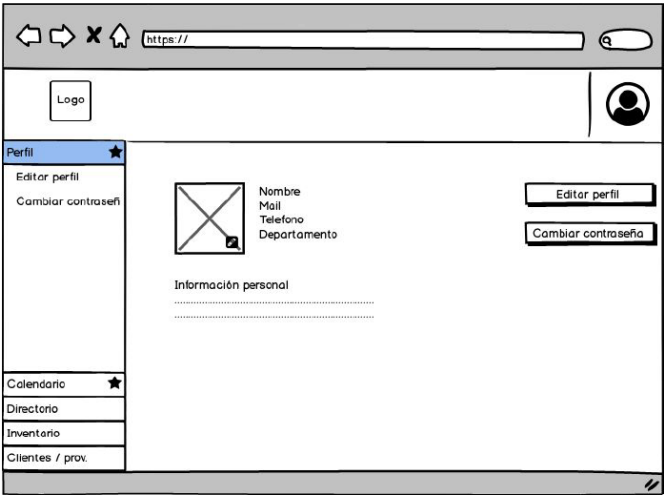 https://
Logo
Perfil
Editar perfil
Cambiar contraseñ
Nombre
Mail
Telefono
Departamento
Editar perfil
Cambiar contraseña
Información personal
Calendario
Directorio
Inventario
Clientes / prov.